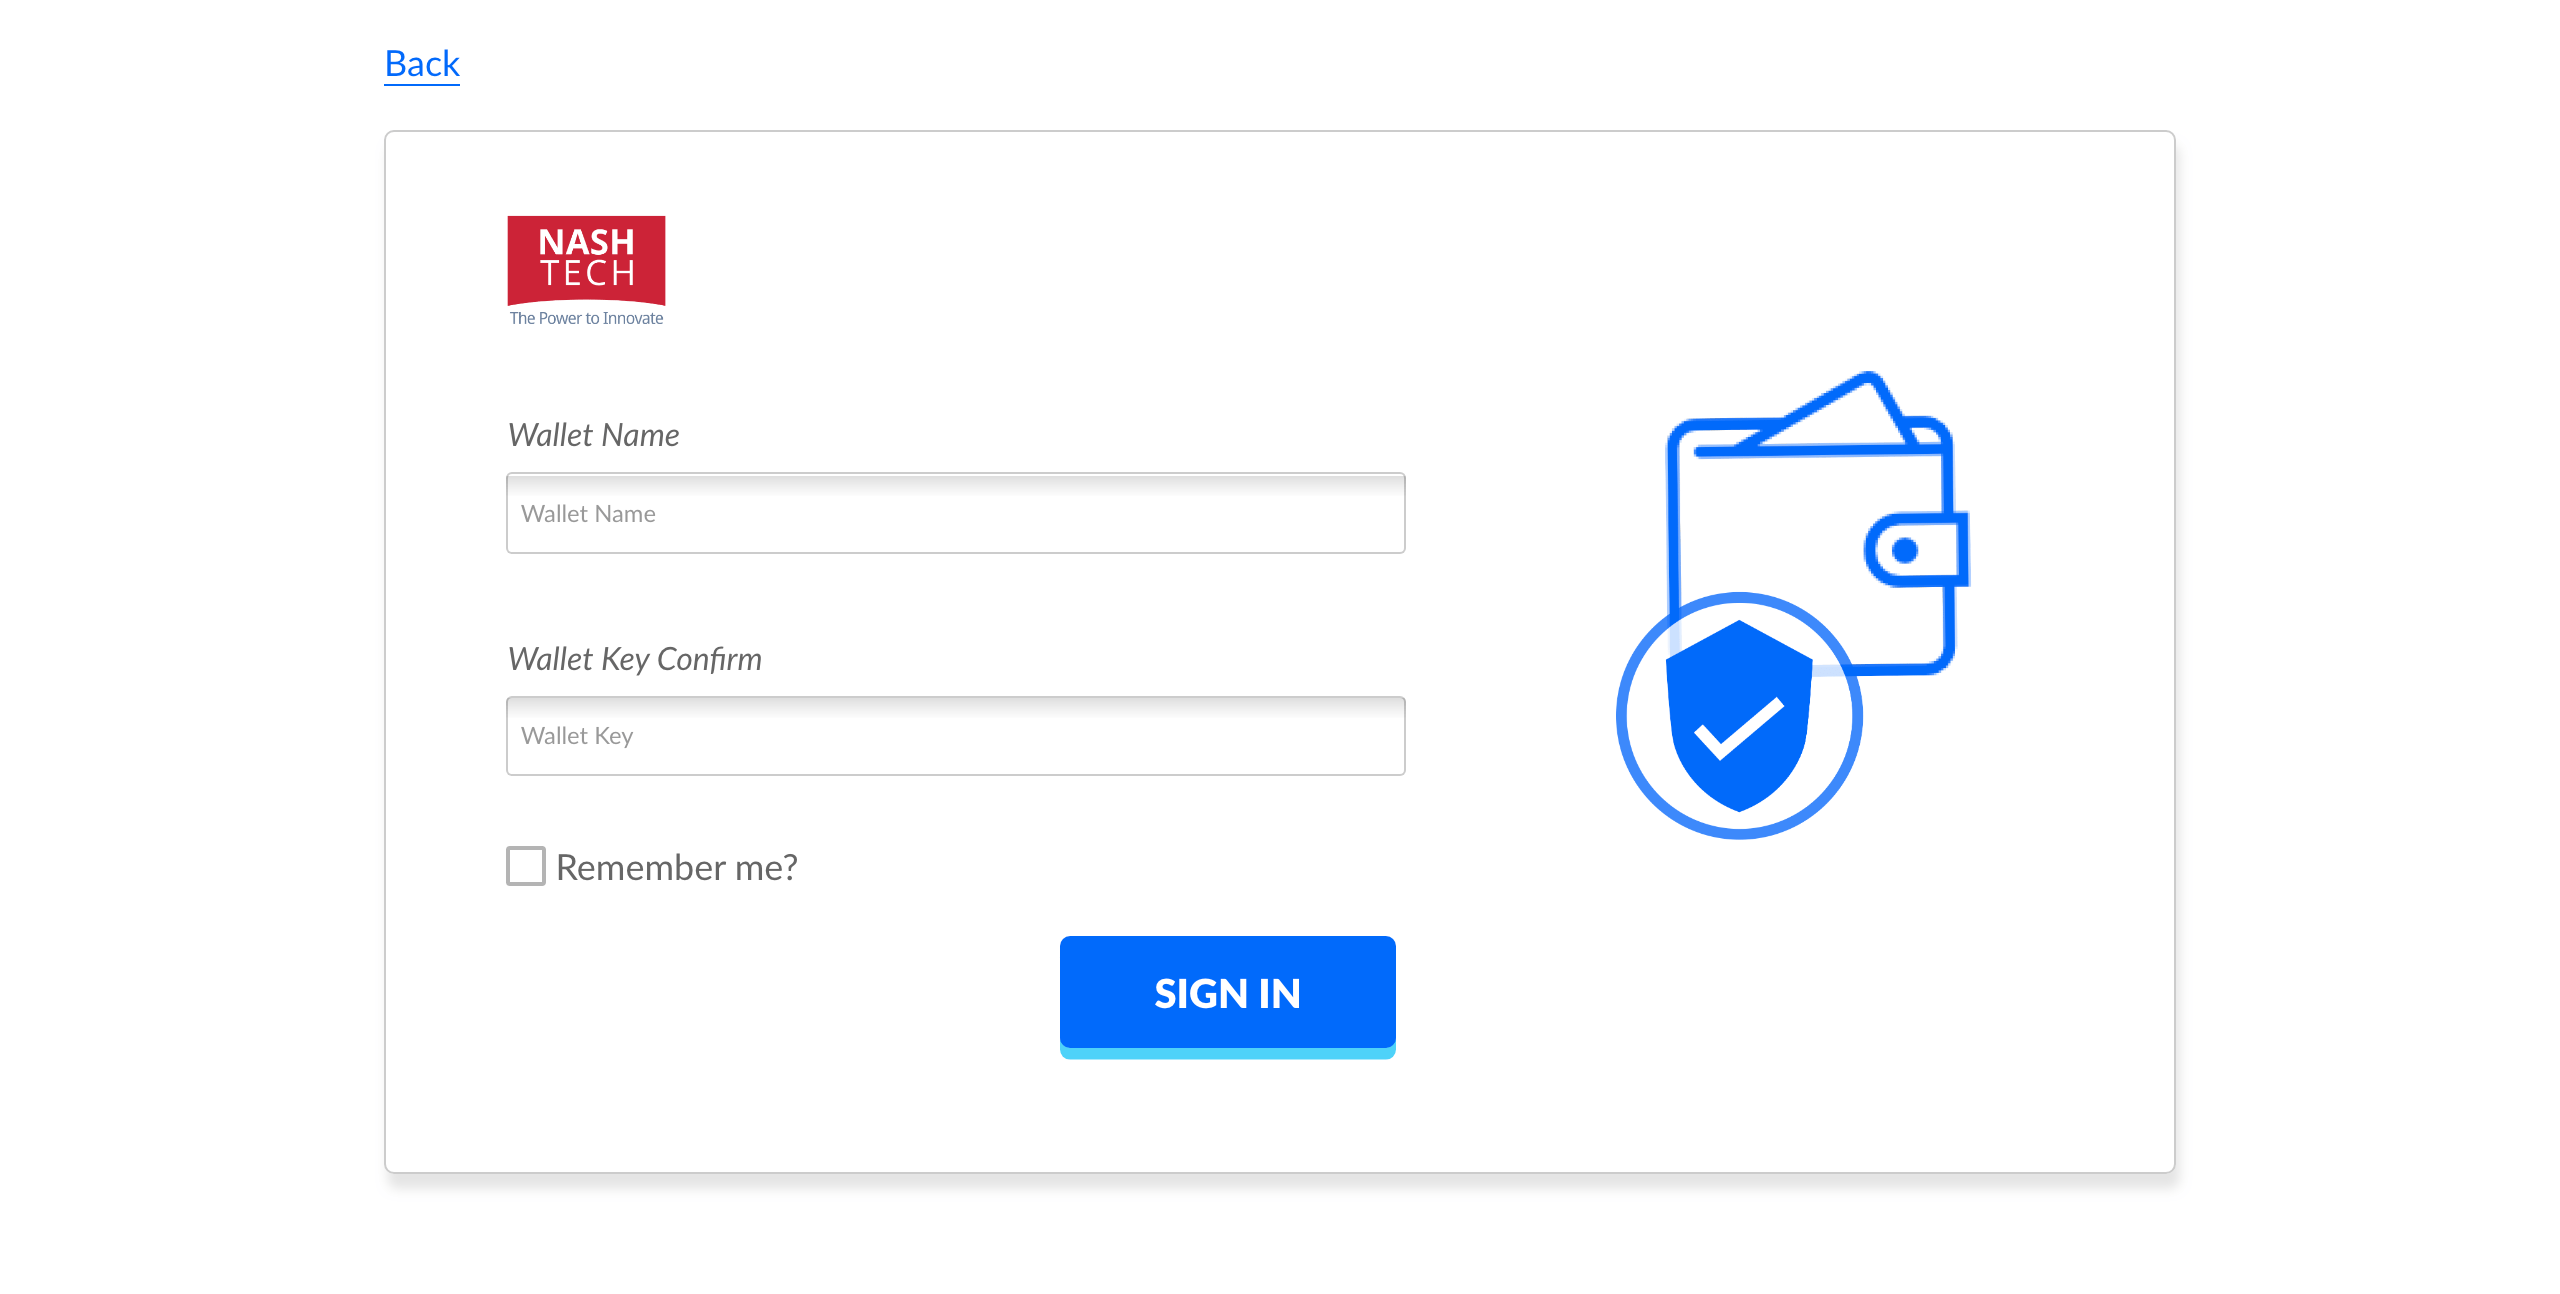 Back
NASH
TECH
The Power to Innovate
Wallet Name
Wallet Name
Wallet Key Confirm
Wallet Key
Remember me?
SIGN IN